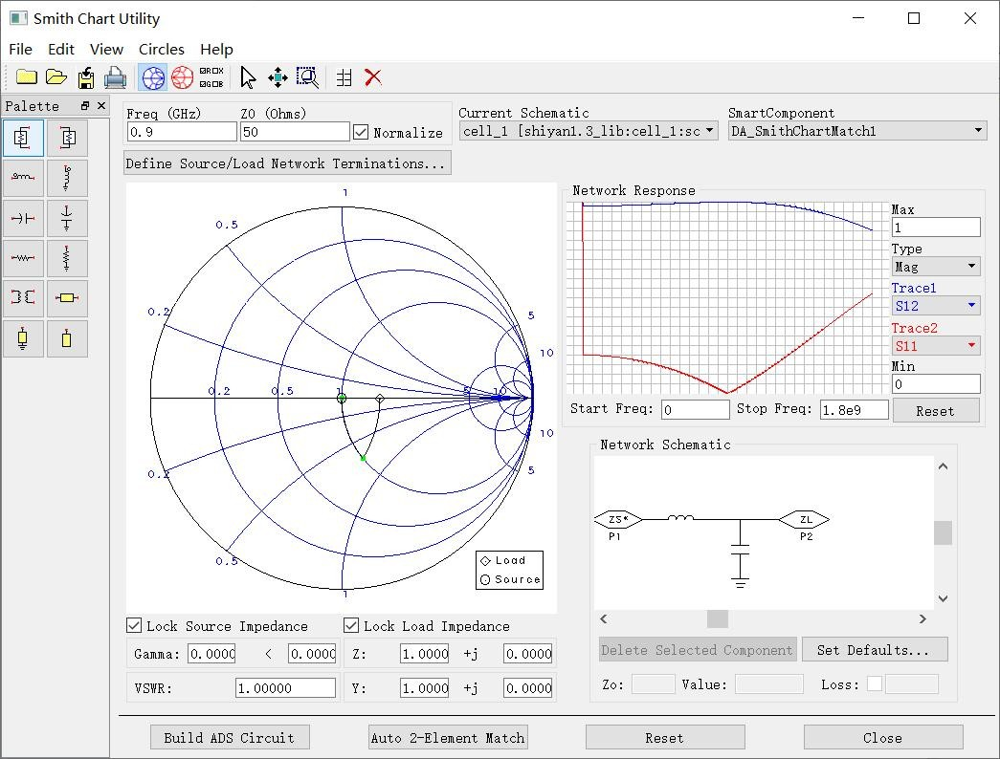 Smith Chart Utility
File Edit View Circles Help
Palette
Freq (GHz) Z0 (Ohms)
0.9 50 Normalize
Current Schematic
cell_1 [shiyan1.3_lib:cell_1:sc
SmartComponent
DA_SmithChartMatch1
Define Source/Load Network Terminations...
1
0.5
0.2
5
10
0.2 0.5 1 5 10
10
0.2
5
0.5
1
Load
Source
Network Response
Max
1
Type
Mag
Trace1
S12
Trace2
S11
Min
0
Start Freq: 0 Stop Freq: 1.8e9 Reset
Network Schematic
ZS* ZL
P1 P2
Lock Source Impedance Lock Load Impedance
Gamma: 0.0000 < 0.0000 Z: 1.0000 +j 0.0000
VSWR: 1.00000 Y: 1.0000 +j 0.0000
Delete Selected Component Set Defaults...
Zo: Value: Loss:
Build ADS Circuit Auto 2-Element Match Reset Close